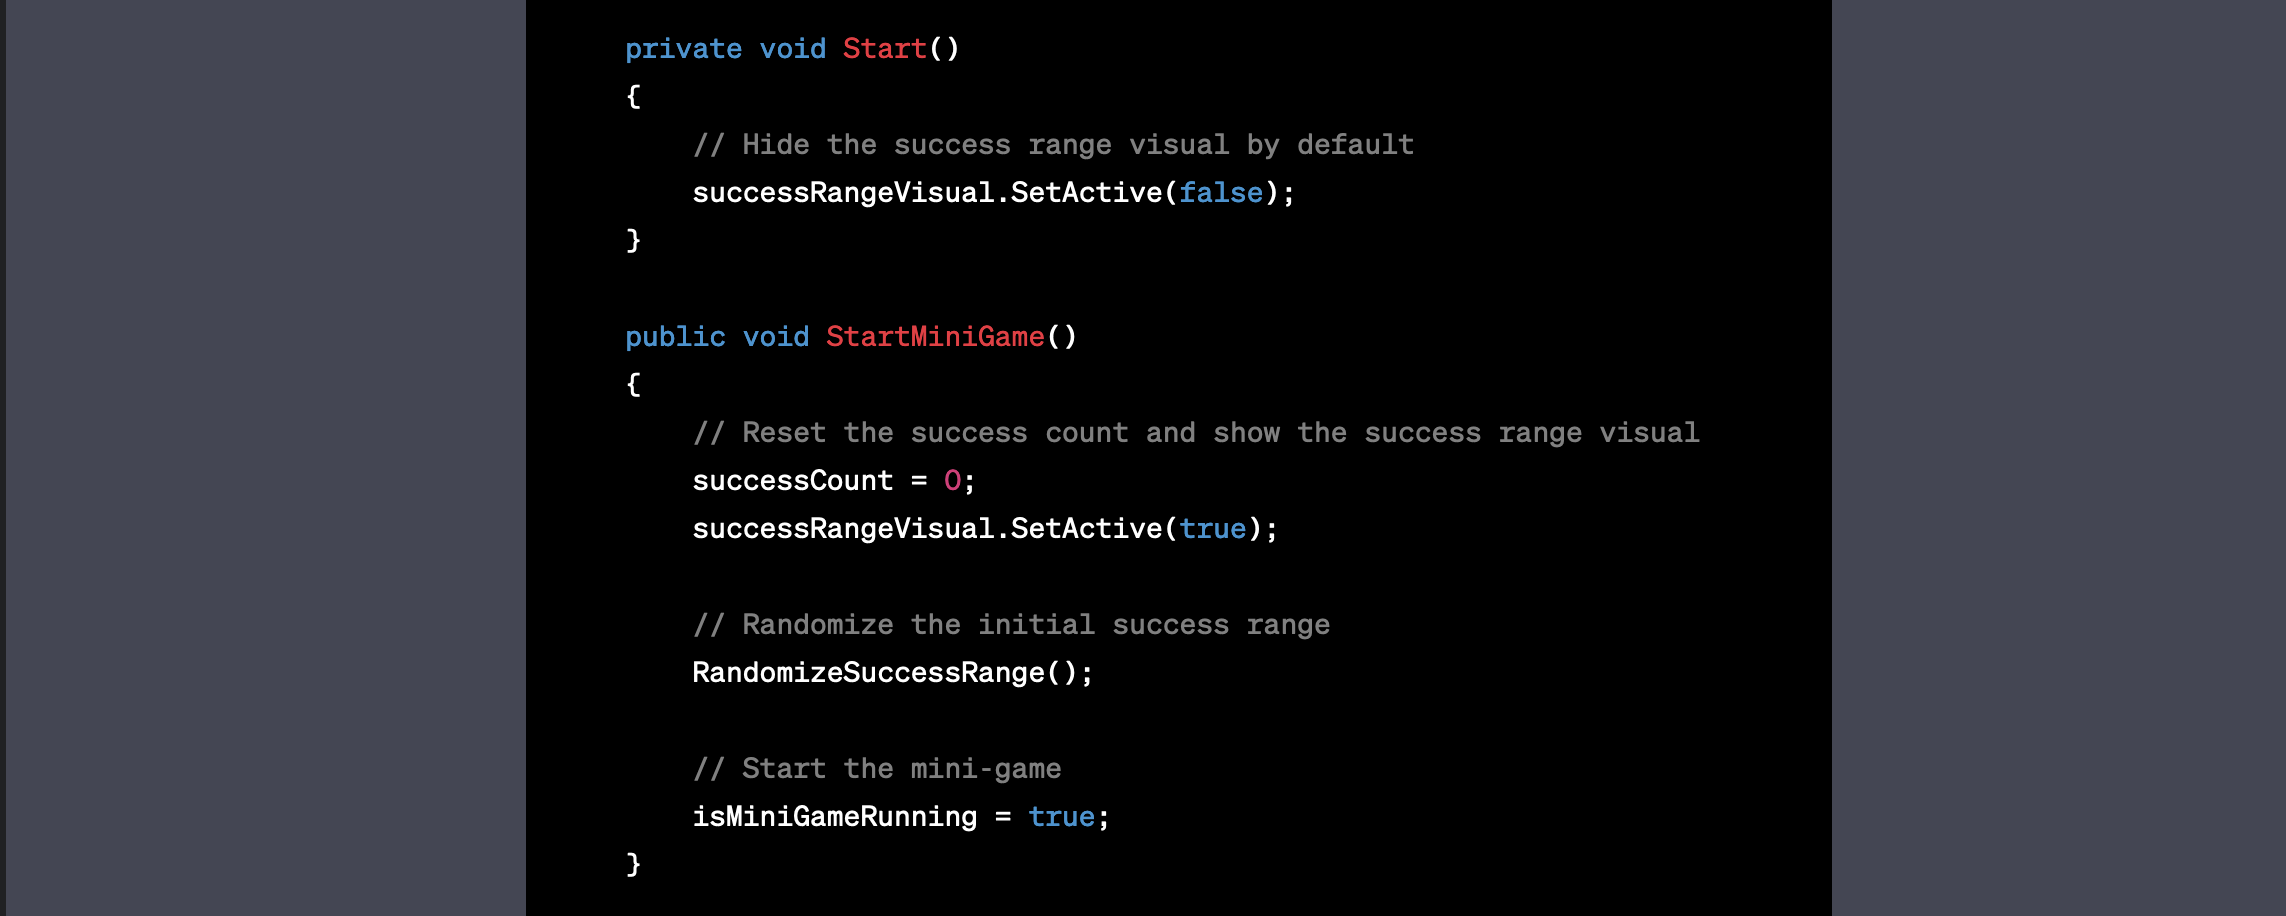 private void Start()
{
// Hide the success range visual by default
successRangeVisual.SetActive(false);
}
public void StartMiniGame()
{
// Reset the success count and show the success range visual
successCount = 0;
successRangeVisual.SetActive(true);
// Randomize the initial success range
RandomizeSuccessRange();
// Start the mini-game
isMiniGameRunning = true;
}